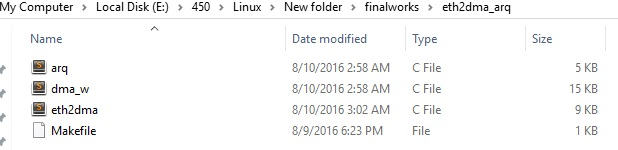 My Computer > Local Disk (E:) > 450 > Linux > New folder > finalworks > eth2dma_arq
Name Date modified Type Size
arq 8/10/2016 2:58 AM C File 5 KB
dma_w 8/10/2016 2:58 AM C File 15 KB
eth2dma 8/10/2016 3:02 AM C File 9 KB
Makefile 8/9/2016 6:23 PM File 1 KB